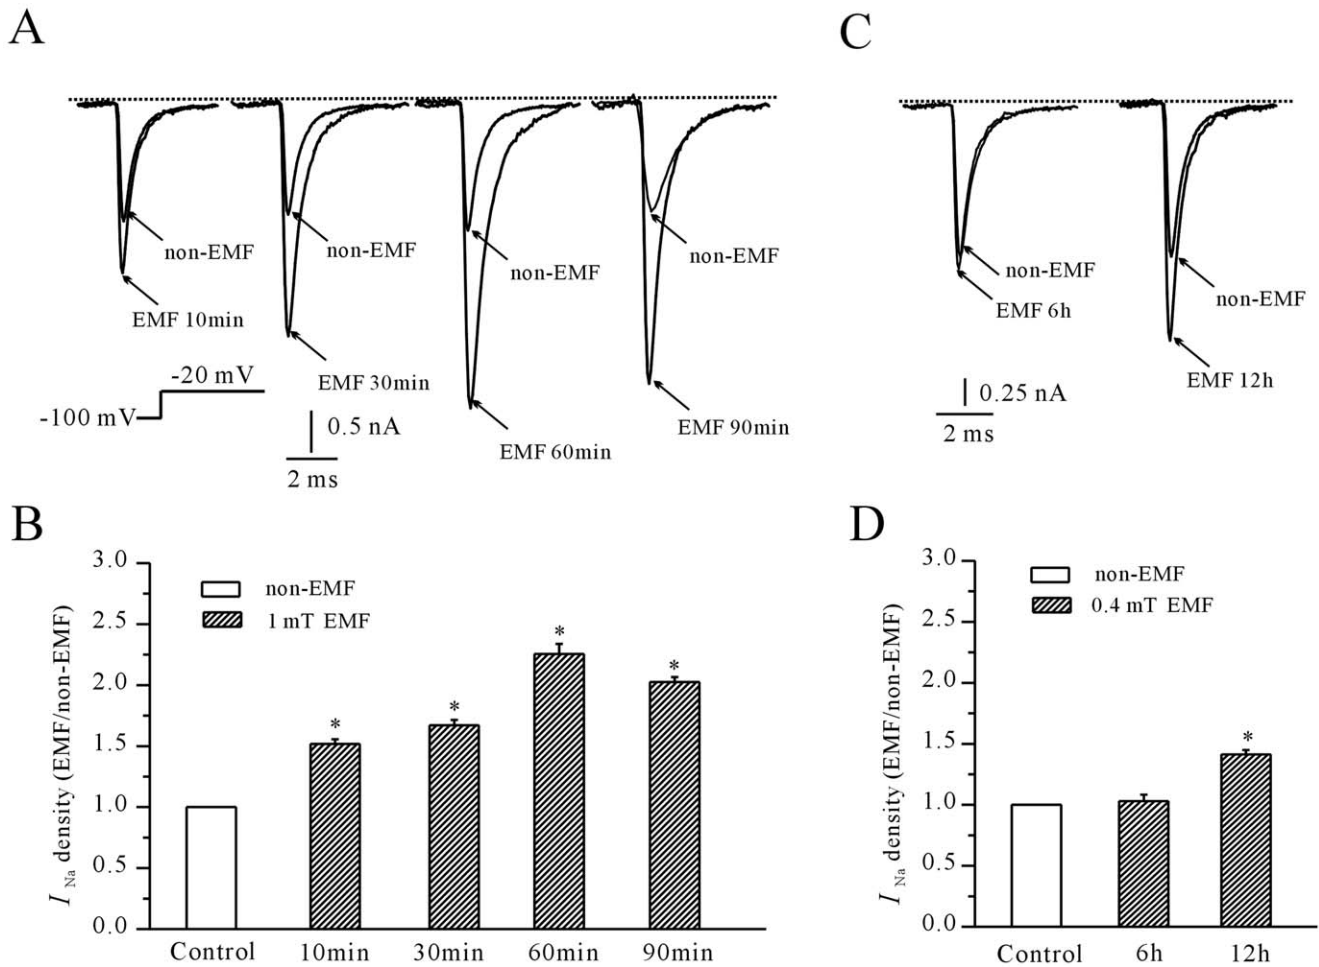 A
non-EMF
EMF 10min
non-EMF
EMF 30min
non-EMF
EMF 60min
non-EMF
EMF 90min
-20 mV
-100 mV
0.5 nA
2 ms
C
non-EMF
EMF 6h
non-EMF
EMF 12h
0.25 nA
2 ms
B
I Na density (EMF/non-EMF)
3.0
2.5
2.0
1.5
1.0
0.5
0.0
non-EMF
1 mT EMF
*
*
*
*
Control 10min 30min 60min 90min
D
I Na density (EMF/non-EMF)
3.0
2.5
2.0
1.5
1.0
0.5
0.0
non-EMF
0.4 mT EMF
*
Control 6h 12h